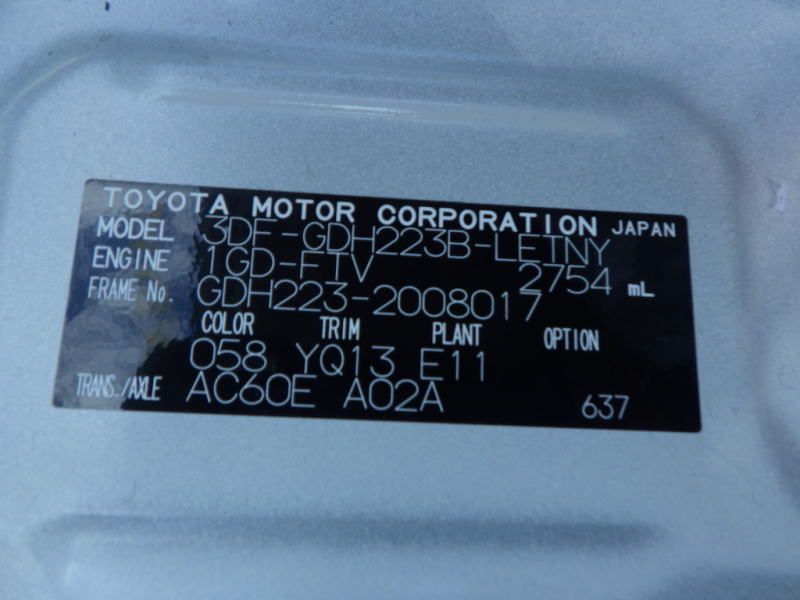 TOYOTA MOTOR CORPORATION JAPAN
MODEL 3DF-GDH223B-LETNY
ENGINE 1GD-FTV 2754 mL
FRAME No. GDH223-2008017
COLOR TRIM PLANT OPTION
058 YQ13 E11
TRANS./AXLE AC60E A02A 637